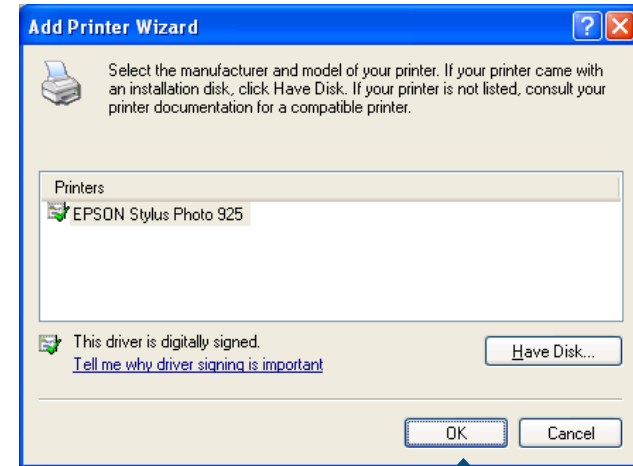 Add Printer Wizard
Select the manufacturer and model of your printer. If your printer came with
an installation disk, click Have Disk. If your printer is not listed, consult your
printer documentation for a compatible printer.
Printers
EPSON Stylus Photo 925
This driver is digitally signed.
Tell me why driver signing is important
Have Disk...
OK
Cancel